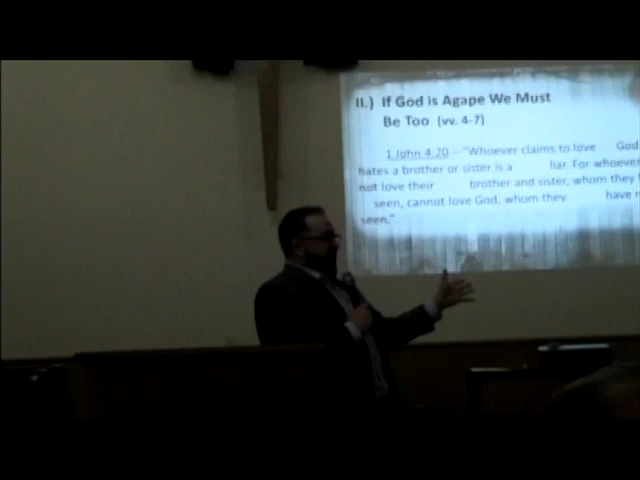 II.) If God is Agape We Must
Be Too (vv. 4-7)
1 John 4:20 – "Whoever claims to love God
hates a brother or sister is a liar. For whoever
not love their brother and sister, whom they
seen, cannot love God, whom they have
seen."